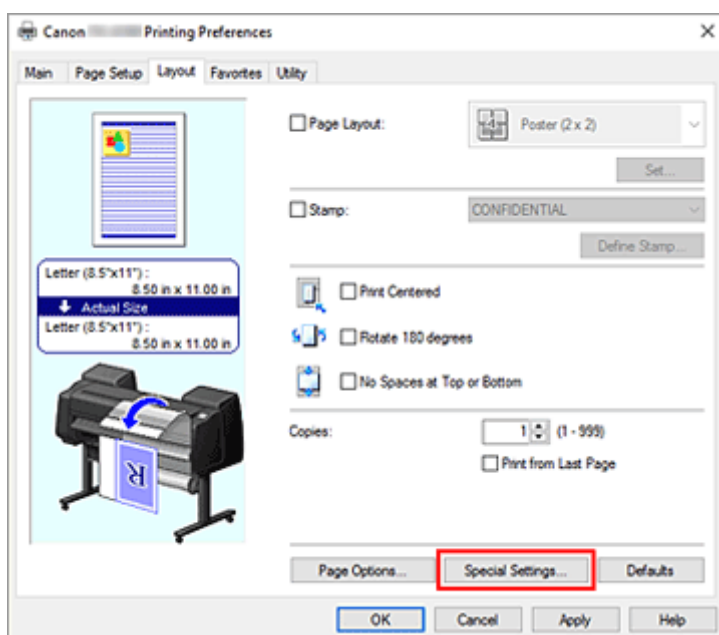 Canon Printing Preferences
Main Page Setup Layout Favorites Utility
Page Layout: Poster (2 x 2)
Set...
Stamp: CONFIDENTIAL
Define Stamp...
Letter (8.5"x11") :
8.50 in x 11.00 in
Actual Size
Letter (8.5"x11") :
8.50 in x 11.00 in
Print Centered
Rotate 180 degrees
No Spaces at Top or Bottom
Copies: 1 (1 - 999)
Print from Last Page
R
Page Options... Special Settings... Defaults
OK Cancel Apply Help